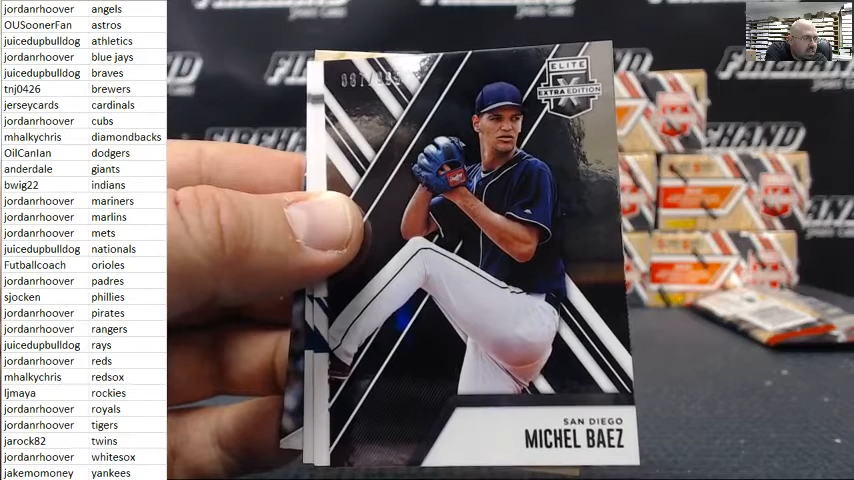 jordanrhoover angels
OUSoonerFan astros
juicedupbulldog athletics
jordanrhoover blue jays
juicedupbulldog braves
tnj0426 brewers
jerseycards cardinals
jordanrhoover cubs
mhalkychris diamondbacks
OilCanIan dodgers
anderdale giants
bwig22 indians
jordanrhoover mariners
jordanrhoover marlins
jordanrhoover mets
juicedupbulldog nationals
Futballcoach orioles
jordanrhoover padres
sjocken phillies
jordanrhoover pirates
jordanrhoover rangers
juicedupbulldog rays
jordanrhoover reds
mhalkychris redsox
ljmaya rockies
jordanrhoover royals
jordanrhoover tigers
jarock82 twins
jordanrhoover whitesox
jakemomoney yankees
FIREHAND
ELITE
EXTRA EDITION
SAN DIEGO
MICHEL BAEZ